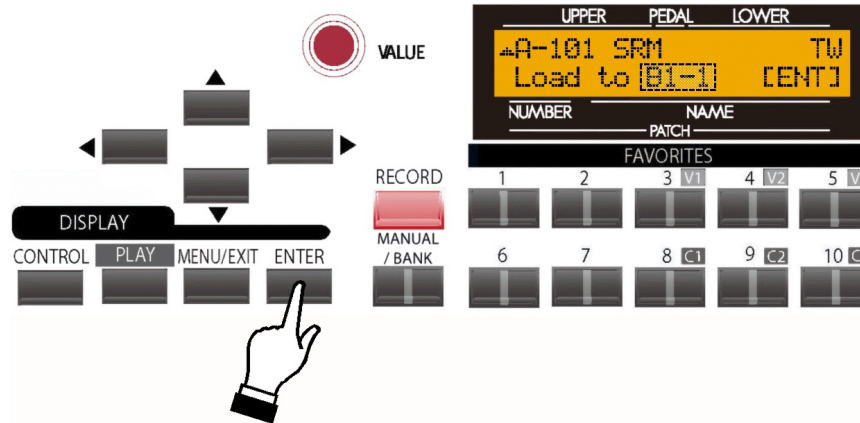 UPPER PEDAL LOWER
VALUE
A-101 SRM TW
Load to B1-1 [ENT]
NUMBER NAME
PATCH
FAVORITES
RECORD
1 2 3 V1 4 V2 5
DISPLAY
MANUAL
/ BANK
CONTROL PLAY MENU/EXIT ENTER
6 7 8 C1 9 C2 10